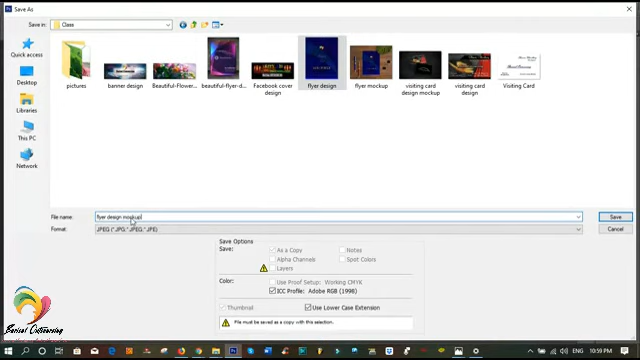 Save As
Save in:
Class
Quick access
Desktop
Libraries
This PC
Network
pictures
banner design
Beautiful-Flower...
beautiful-flyer-d...
Facebook cover
design
flyer design
flyer mockup
visiting card
design mockup
visiting card
design
Visiting Card
File name:
flyer design mockup
Save
Format:
JPEG (*.JPG;*.JPEG;*.JPE)
Cancel
Save Options
Save:
As a Copy
Notes
Alpha Channels
Spot Colors
Layers
Color:
Use Proof Setup: Working CMYK
ICC Profile: Adobe RGB (1998)
Thumbnail
Use Lower Case Extension
File must be saved as a copy with this selection.
Barisal Outsourcing
ENG
10:59 PM